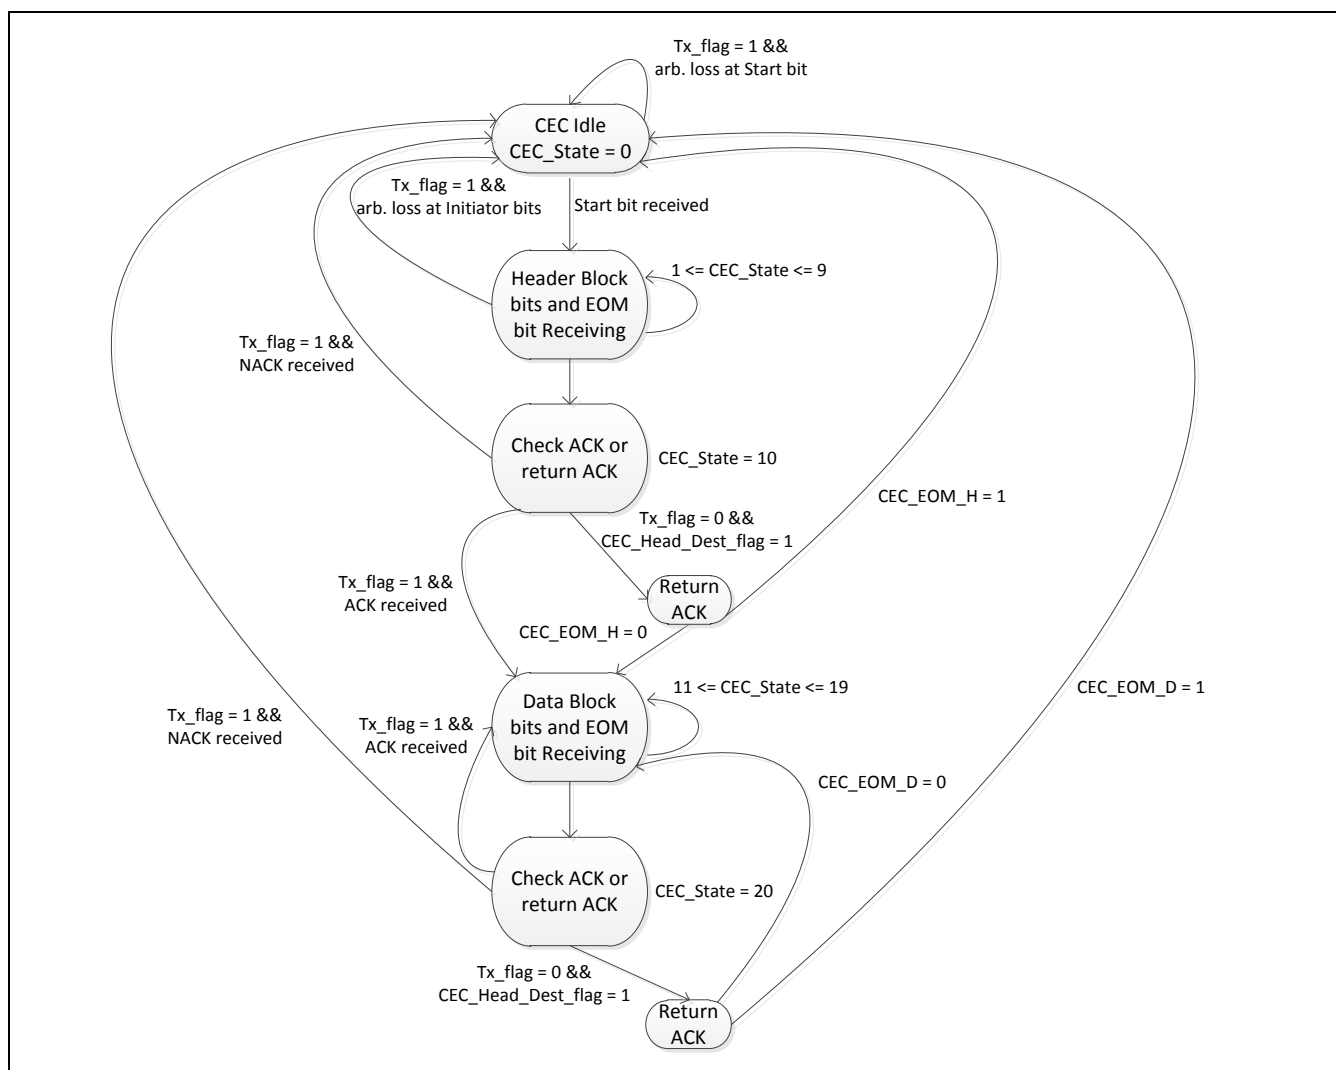 Tx_flag = 1 &&
arb. loss at Start bit
CEC Idle
CEC_State = 0
Tx_flag = 1 &&
arb. loss at Initiator bits
Start bit received
Header Block
bits and EOM
bit Receiving
1 <= CEC_State <= 9
Tx_flag = 1 &&
NACK received
Check ACK or
return ACK
CEC_State = 10
CEC_EOM_H = 1
Tx_flag = 0 &&
CEC_Head_Dest_flag = 1
Tx_flag = 1 &&
ACK received
Return
ACK
CEC_EOM_H = 0
Data Block
bits and EOM
bit Receiving
11 <= CEC_State <= 19
CEC_EOM_D = 1
Tx_flag = 1 &&
NACK received
Tx_flag = 1 &&
ACK received
CEC_EOM_D = 0
Check ACK or
return ACK
CEC_State = 20
Tx_flag = 0 &&
CEC_Head_Dest_flag = 1
Return
ACK